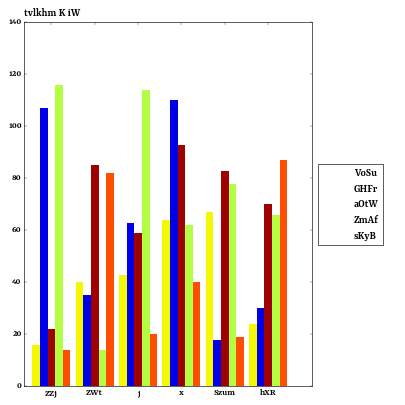 tvlkhm K iW
140
120
100
80
60
40
20
0
ZZj
ZWt
j
x
Szum
hXR
VoSu
GHFr
aOtW
ZmAf
sKyB